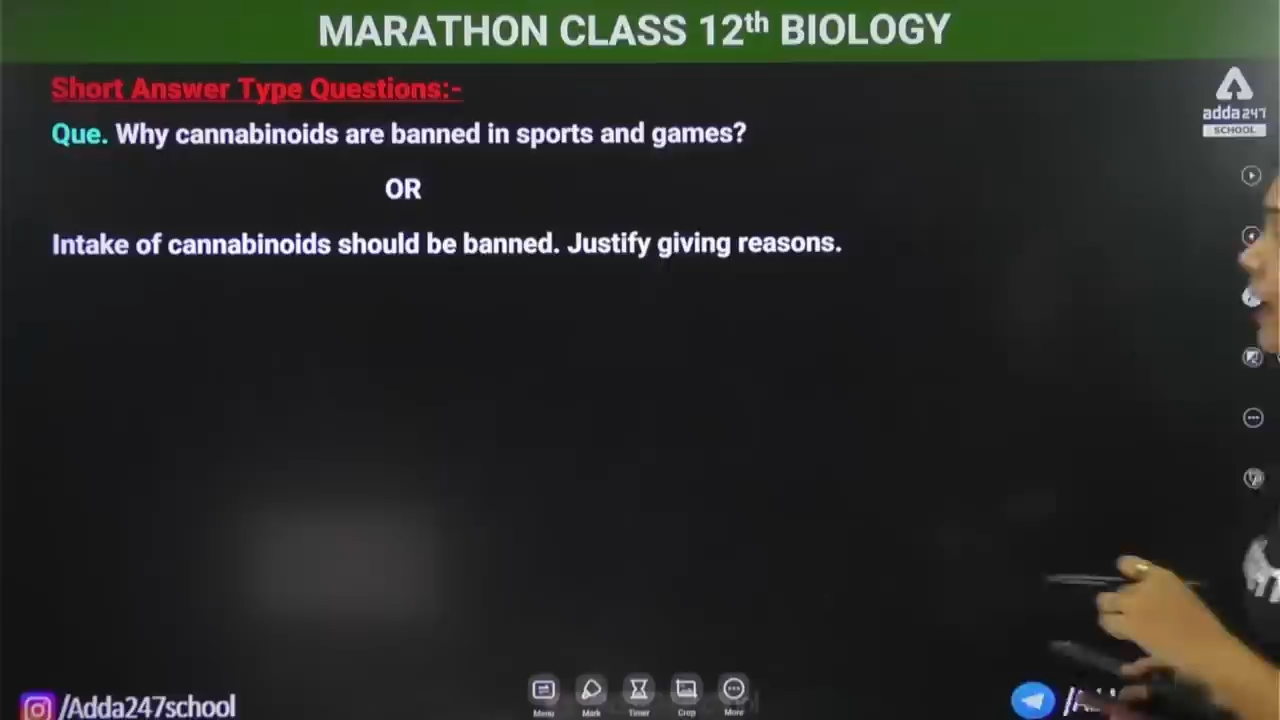 MARATHON CLASS 12th BIOLOGY
Short Answer Type Questions:-
adda247
SCHOOL
Que. Why cannabinoids are banned in sports and games?
OR
Intake of cannabinoids should be banned. Justify giving reasons.
Menu
Mark
Timer
Crop
More
/Adda247school